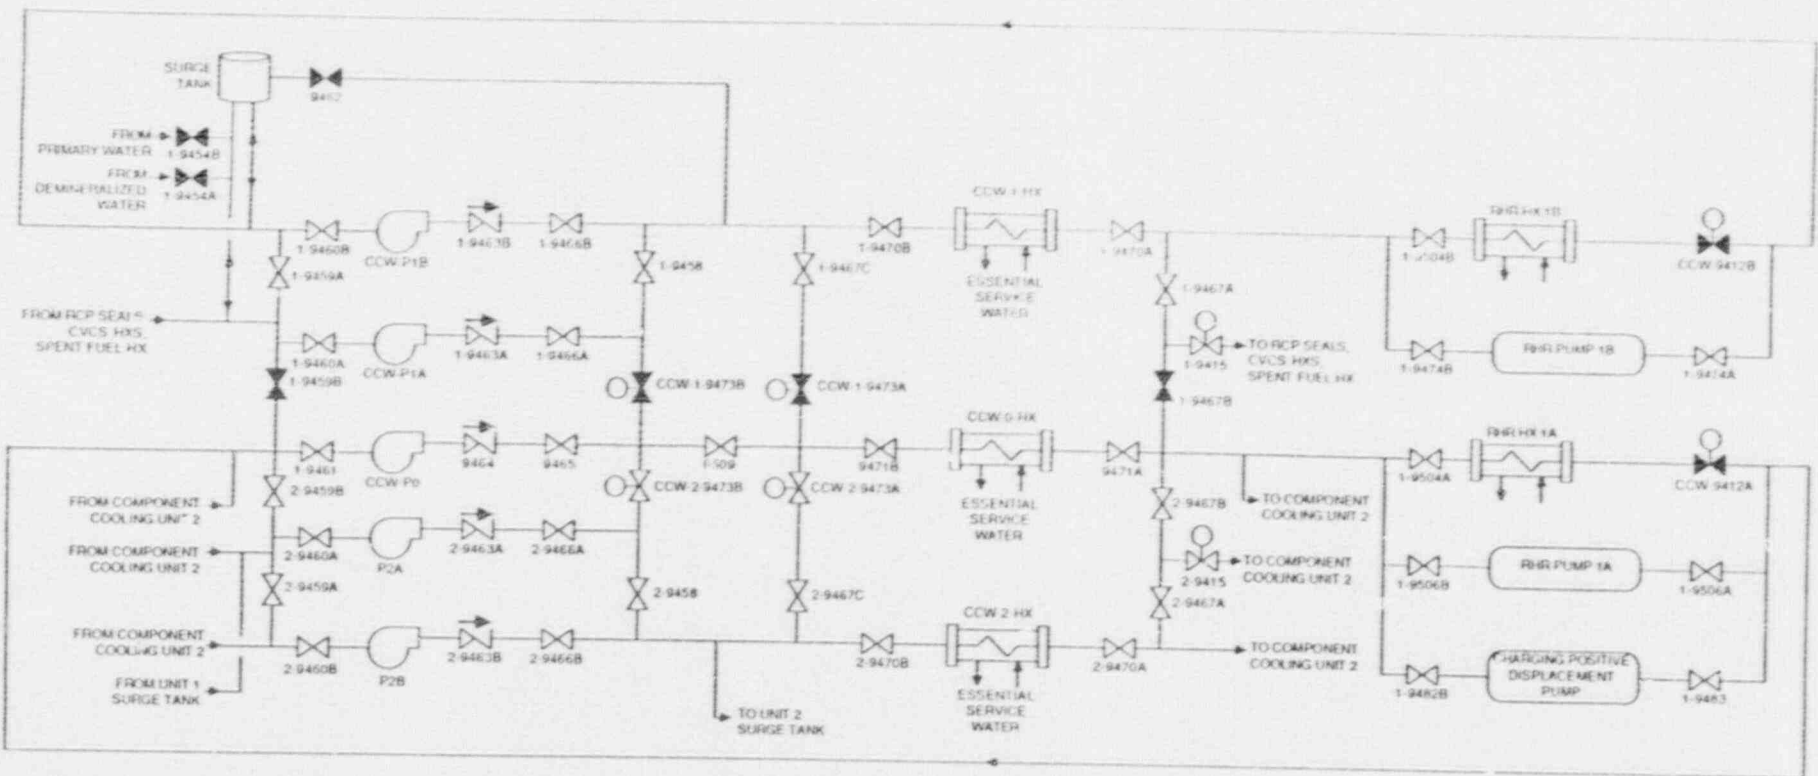 SURGE
TANK
9462
FROM
PRIMARY WATER
1-9454B
FROM
DEMINERALIZED
WATER
1-9454A
1-9460B
CCW-P1B
1-9463B
1-9466B
1-9459A
1-9458
1-9467C
1-9470B
CCW-1-HX
ESSENTIAL
SERVICE
WATER
1-9470A
1-9467A
1-9504B
RHR HX 1B
CCW-9412B
FROM RCP SEALS,
CVCS HXS,
SPENT FUEL HX
1-9460A
CCW-P1A
1-9463A
1-9466A
1-9459B
CCW-1-9473B
CCW-1-9473A
1-9415
TO RCP SEALS,
CVCS HXS,
SPENT FUEL HX
1-9467B
1-9474B
RHR PUMP 1B
1-9474A
1-9461
CCW-P0
9464
9465
9471B
CCW-0-HX
ESSENTIAL
SERVICE
WATER
9471A
1-9504A
RHR HX 1A
CCW-9412A
2-9459B
CCW-2-9473B
CCW-2-9473A
2-9467B
TO COMPONENT
COOLING UNIT 2
FROM COMPONENT
COOLING UNIT 2
FROM COMPONENT
COOLING UNIT 2
2-9460A
P2A
2-9463A
2-9466A
2-9459A
2-9458
2-9467C
2-9415
TO COMPONENT
COOLING UNIT 2
2-9467A
1-9506B
RHR PUMP 1A
1-9506A
FROM COMPONENT
COOLING UNIT 2
2-9460B
P2B
2-9463B
2-9466B
2-9470B
CCW-2-HX
ESSENTIAL
SERVICE
WATER
2-9470A
TO COMPONENT
COOLING UNIT 2
1-9482B
CHARGING POSITIVE
DISPLACEMENT
PUMP
1-9483
FROM UNIT 1
SURGE TANK
TO UNIT 2
SURGE TANK